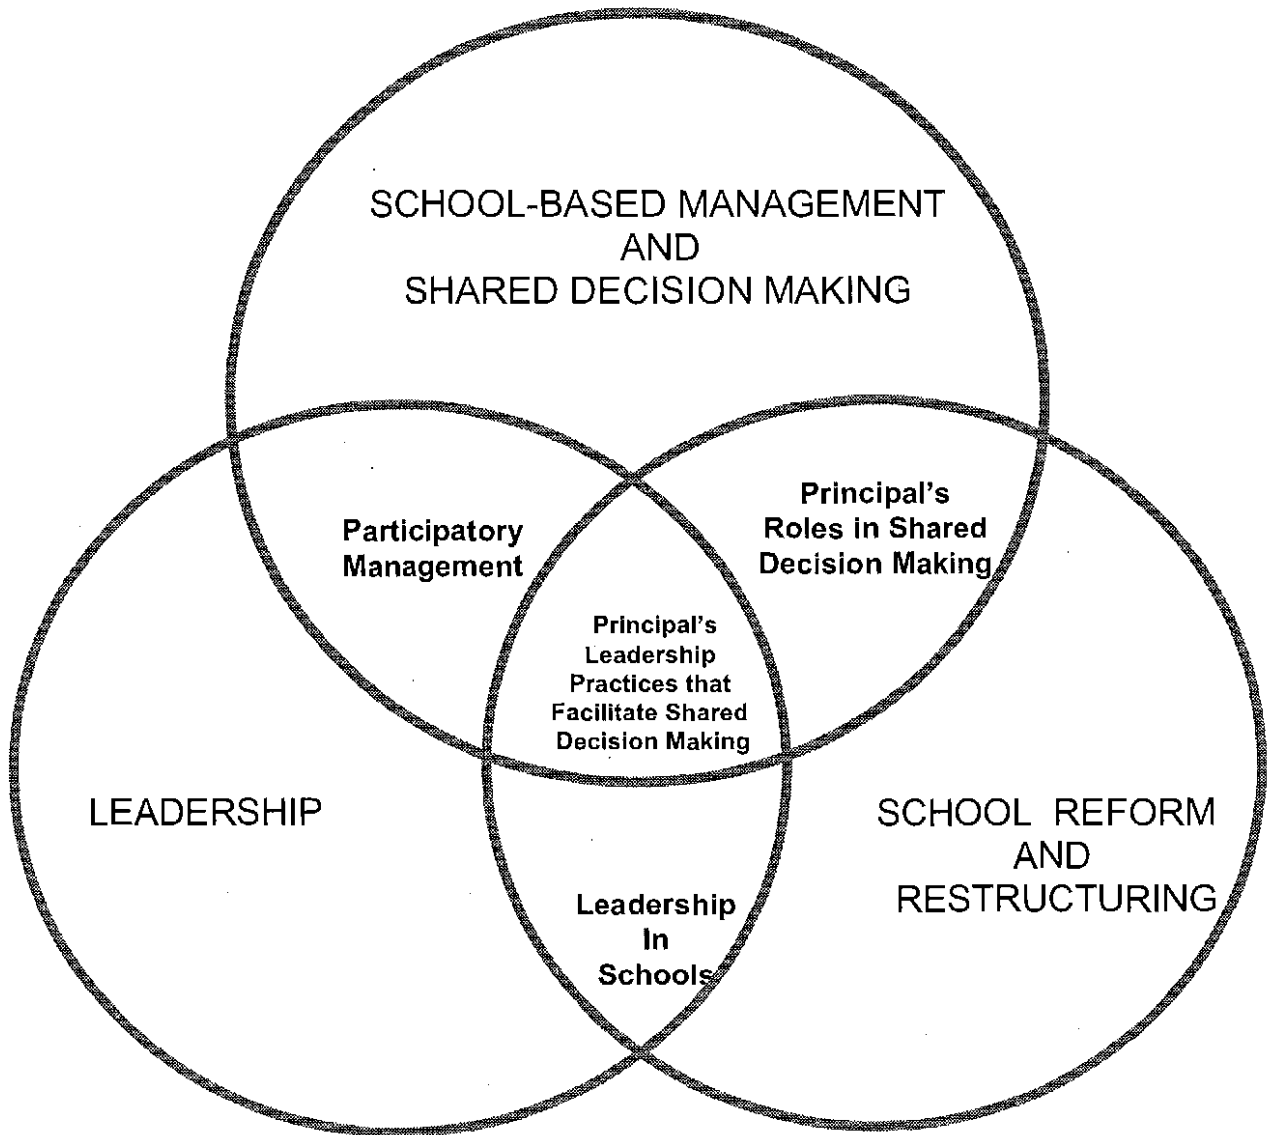 SCHOOL-BASED MANAGEMENT
AND
SHARED DECISION MAKING
Participatory
Management
Principal's
Roles in Shared
Decision Making
Principal's
Leadership
Practices that
Facilitate Shared
Decision Making
LEADERSHIP
SCHOOL REFORM
AND
RESTRUCTURING
Leadership
In
Schools